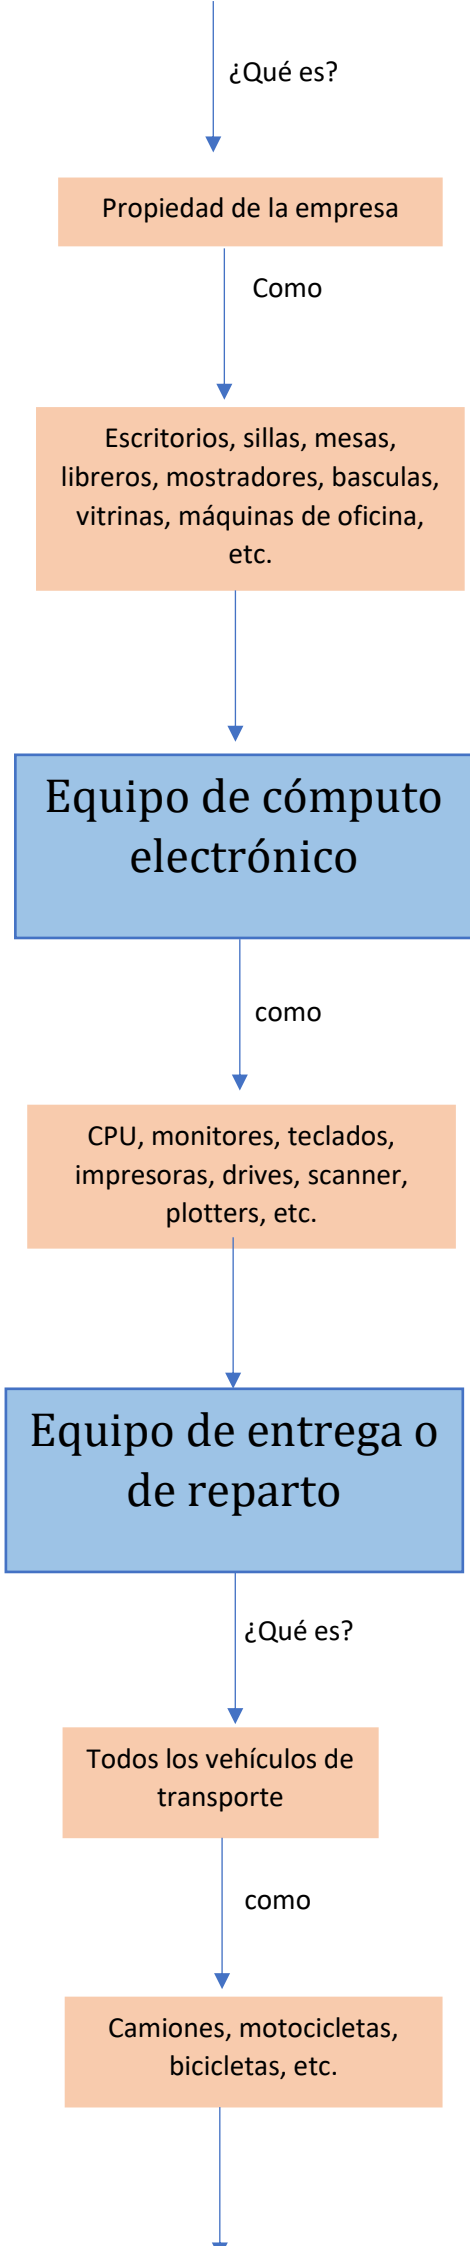 ¿Qué es?
Propiedad de la empresa
Como
Escritorios, sillas, mesas,
libreros, mostradores, basculas,
vitrinas, máquinas de oficina,
etc.
Equipo de cómputo
electrónico
como
CPU, monitores, teclados,
impresoras, drives, scanner,
plotters, etc.
Equipo de entrega o
de reparto
¿Qué es?
Todos los vehículos de
transporte
como
Camiones, motocicletas,
bicicletas, etc.